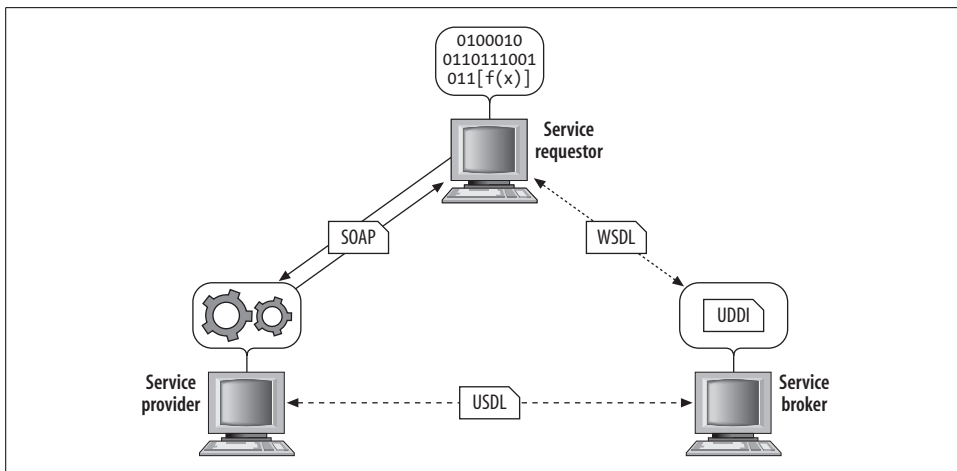 0100010
0110111001
011[f(x)]
Service
requestor
SOAP
WSDL
UDDI
Service
provider
USDL
Service
broker